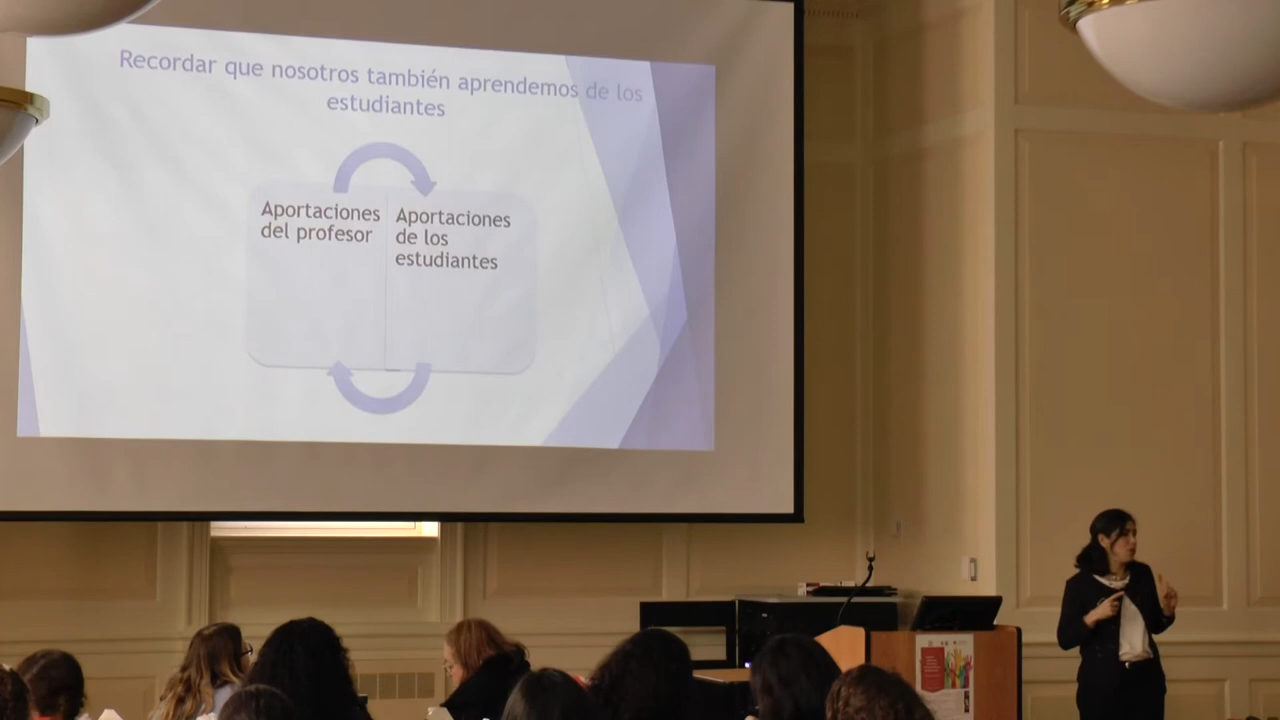 Recordar que nosotros también aprendemos de los
estudiantes
Aportaciones
del profesor
Aportaciones
de los
estudiantes